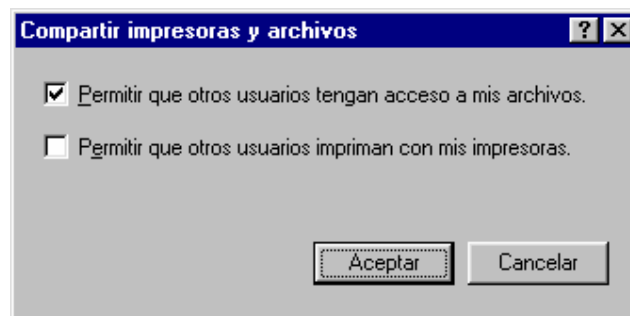 Compartir impresoras y archivos
Permitir que otros usuarios tengan acceso a mis archivos.
Permitir que otros usuarios impriman con mis impresoras.
Aceptar Cancelar